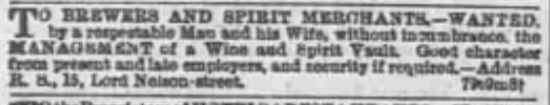 TO BREWERS AND SPIRIT MERCHANTS.—WANTED,
by a respectable Man and his Wife, without incumbrance, the
MANAGEMENT of a Wine and Spirit Vault. Good character
from present and late employers, and security if required.—Address
R. S., 15, Lord Nelson-street.